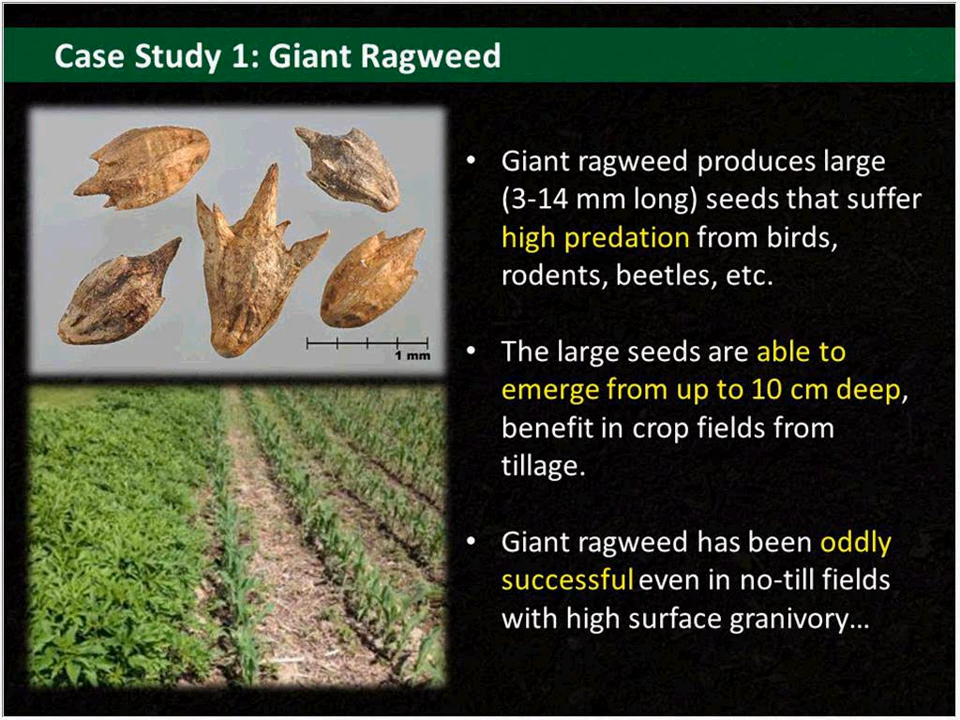 Case Study 1: Giant Ragweed
1 mm
• Giant ragweed produces large
(3-14 mm long) seeds that suffer
high predation from birds,
rodents, beetles, etc.
• The large seeds are able to
emerge from up to 10 cm deep,
benefit in crop fields from
tillage.
• Giant ragweed has been oddly
successful even in no-till fields
with high surface granivory…